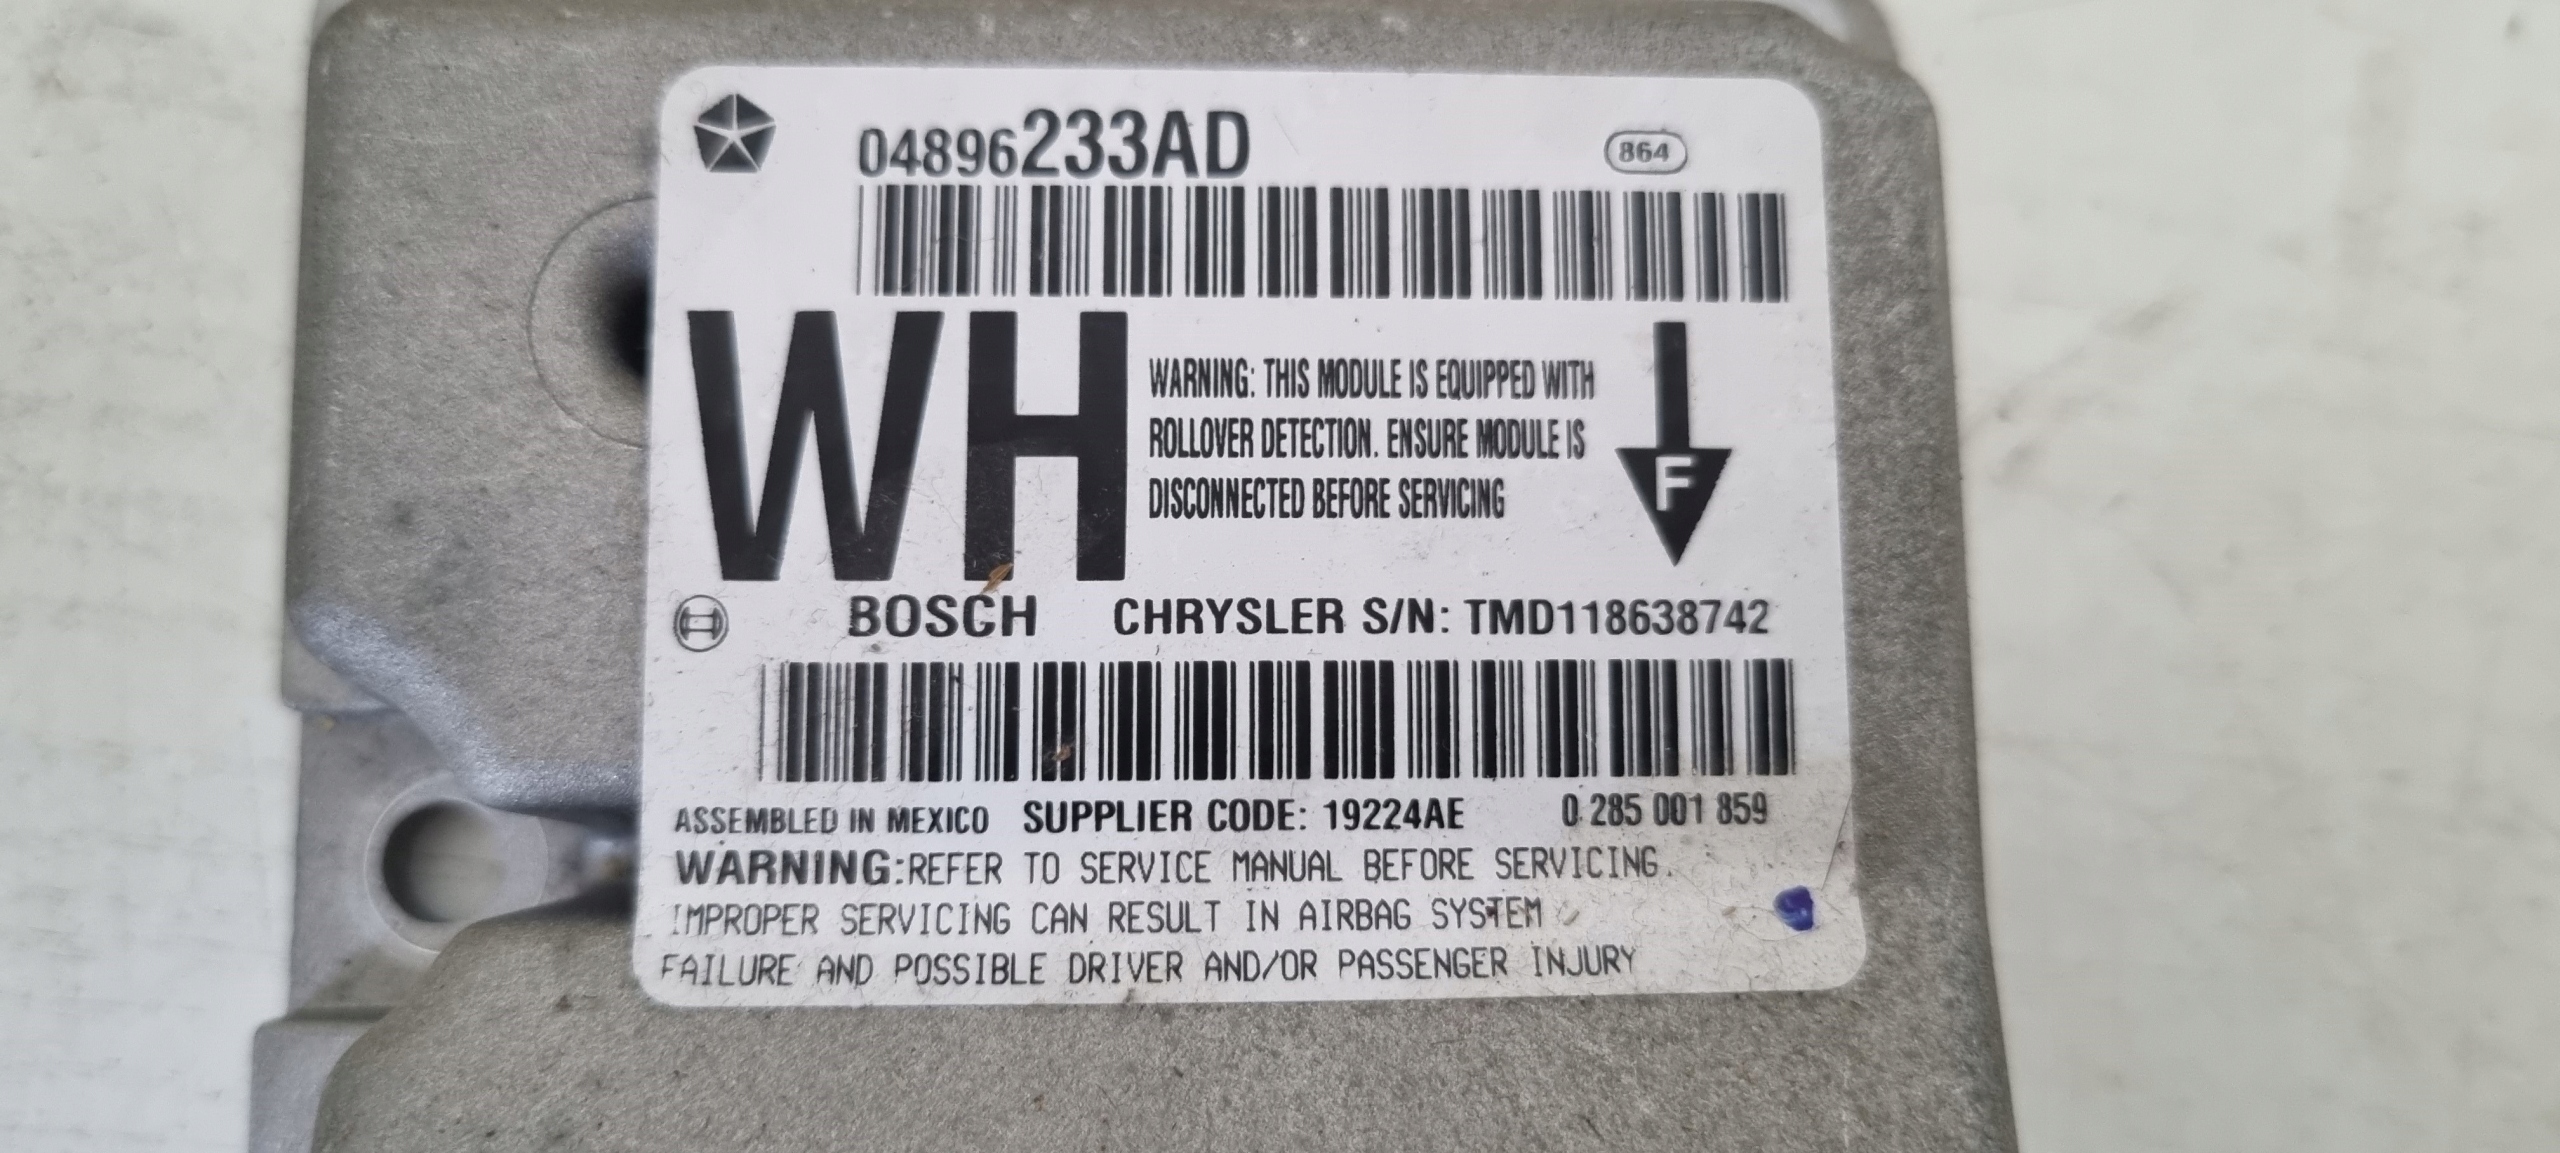 04896233AD
864
WH
WARNING: THIS MODULE IS EQUIPPED WITH
ROLLOVER DETECTION. ENSURE MODULE IS
DISCONNECTED BEFORE SERVICING
F
BOSCH CHRYSLER S/N: TMD118638742
ASSEMBLED IN MEXICO SUPPLIER CODE: 19224AE 0 285 001 859
WARNING:REFER TO SERVICE MANUAL BEFORE SERVICING.
IMPROPER SERVICING CAN RESULT IN AIRBAG SYSTEM
FAILURE AND POSSIBLE DRIVER AND/OR PASSENGER INJURY